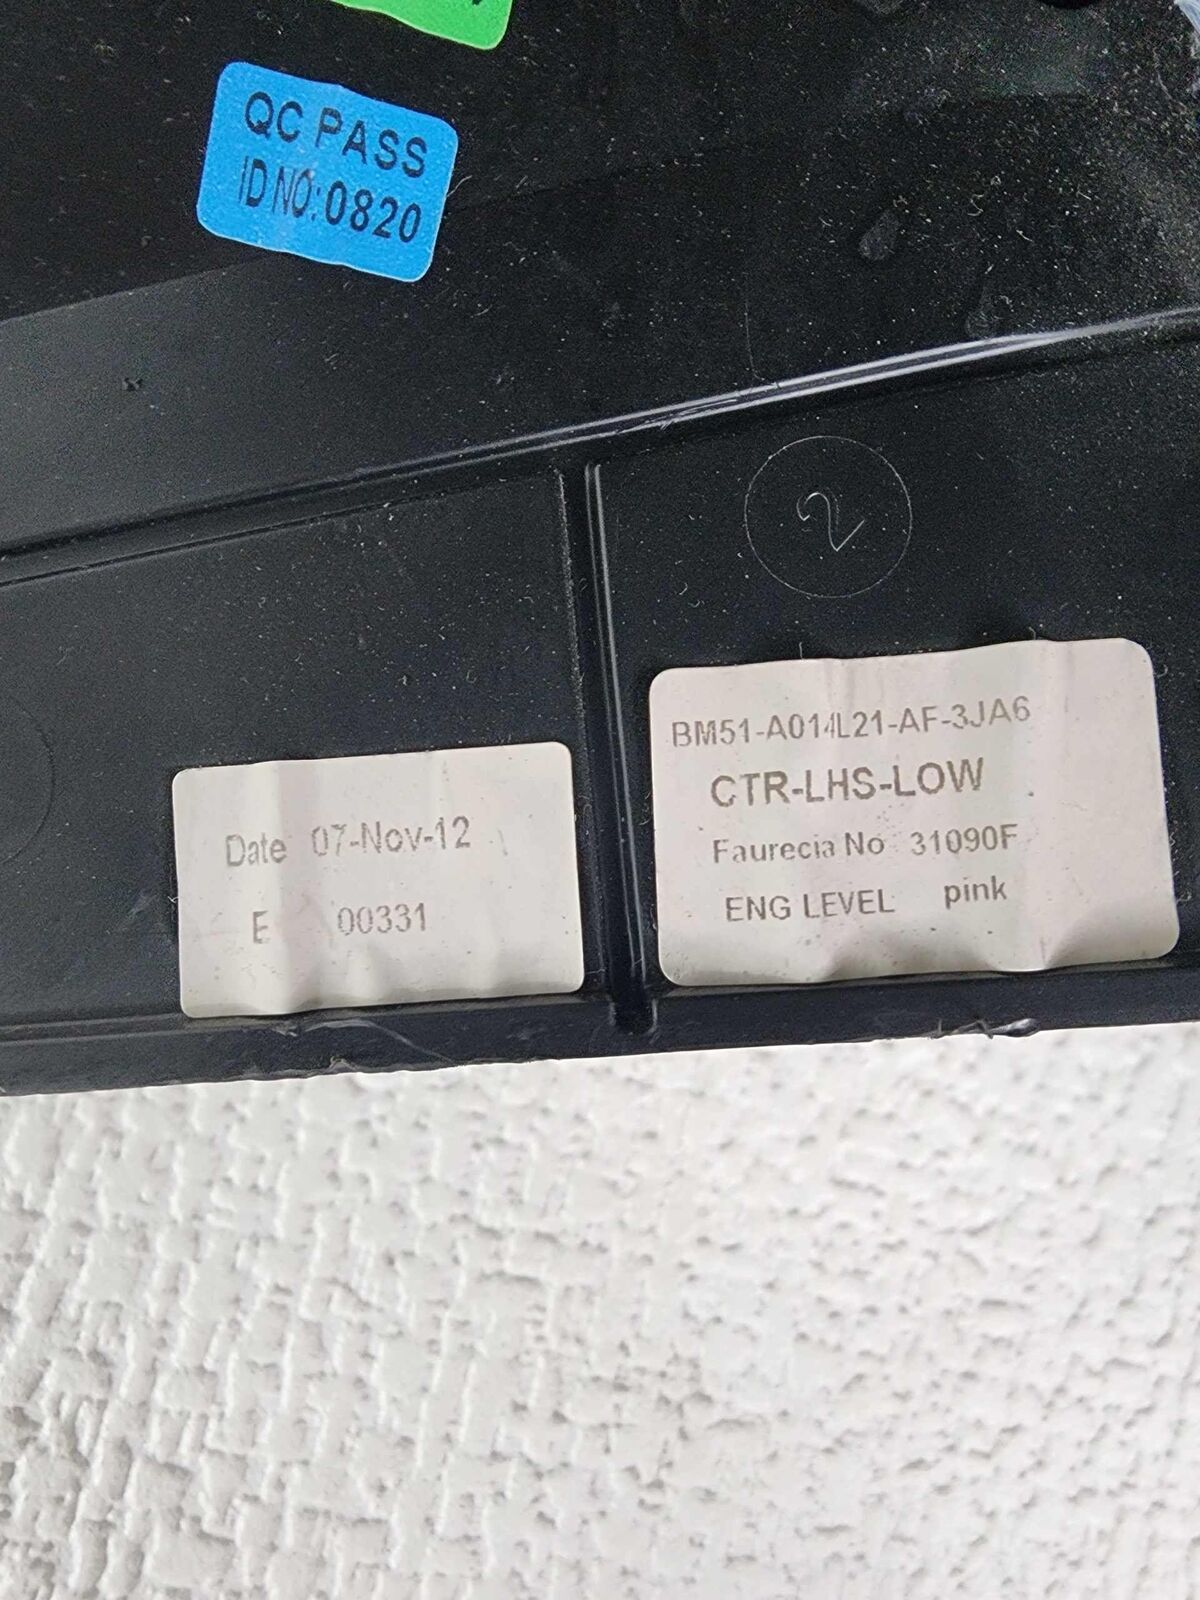 QC PASS
ID NO:0820
2
Date 07-Nov-12
E 00331
BM51-A014L21-AF-3JA6
CTR-LHS-LOW
Faurecia No 31090F
ENG LEVEL pink